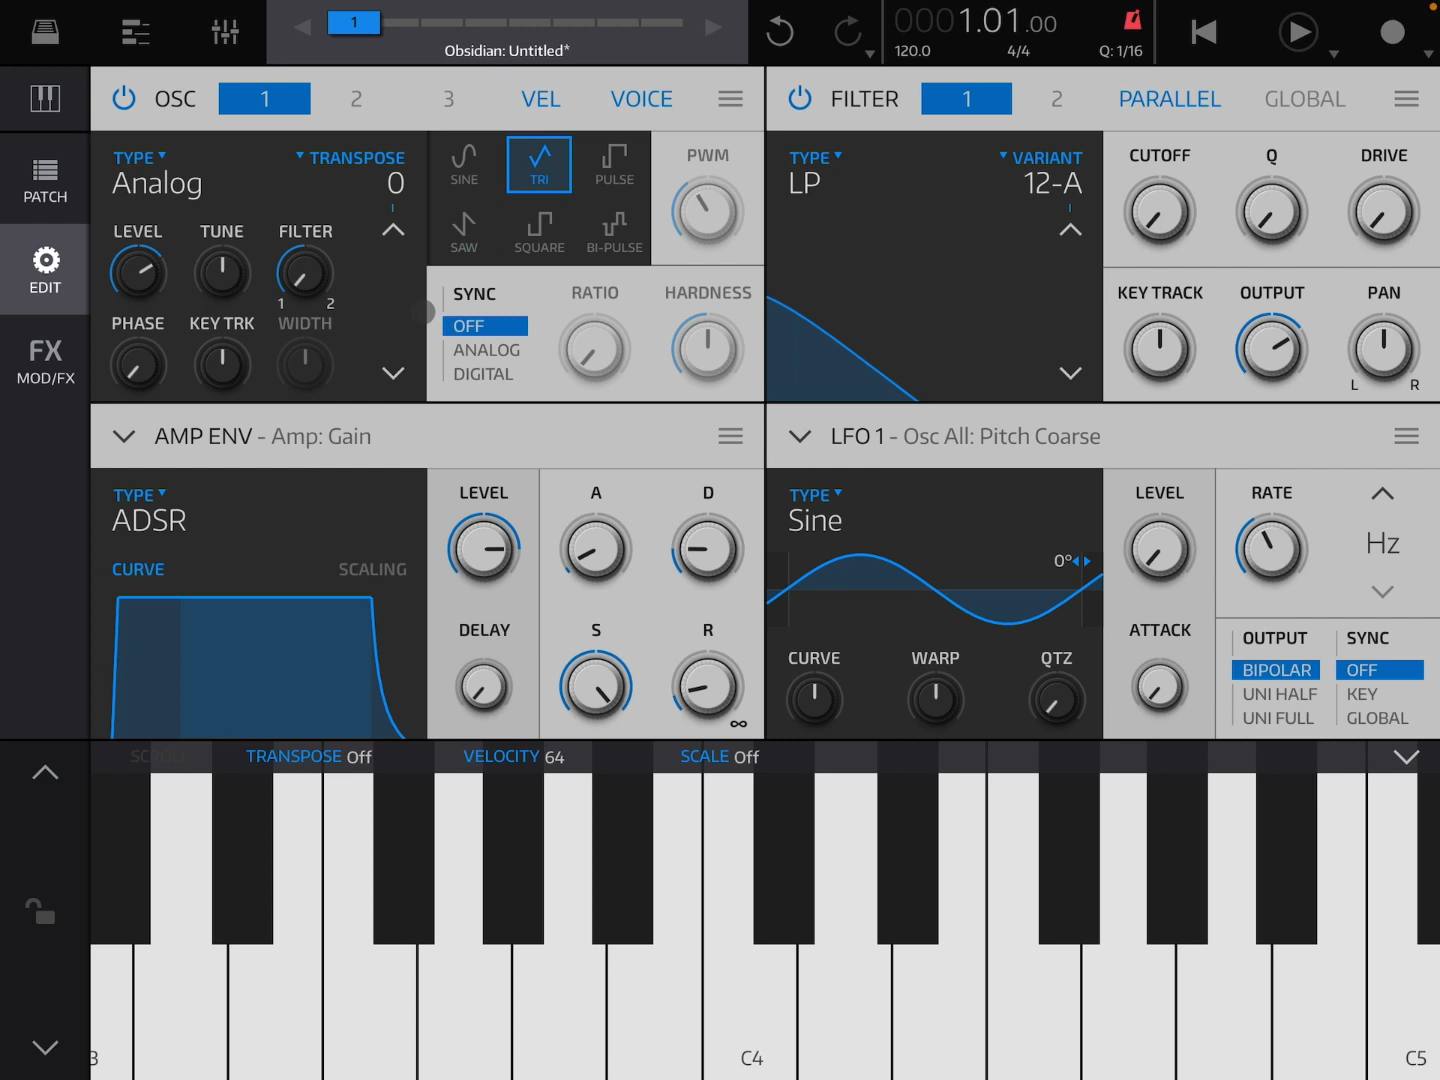 1
Obsidian: Untitled*
0001.01.00
120.0
4/4
Q: 1/16
OSC 1 2 3 VEL VOICE
FILTER 1 2 PARALLEL GLOBAL
PATCH
EDIT
FX
MOD/FX
TYPE
Analog
TRANSPOSE
0
LEVEL TUNE FILTER
1 2
PHASE KEY TRK WIDTH
SINE TRI PULSE
SAW SQUARE BI-PULSE
PWM
SYNC
OFF
ANALOG
DIGITAL
RATIO
HARDNESS
TYPE
LP
VARIANT
12-A
CUTOFF Q DRIVE
KEY TRACK OUTPUT PAN
L R
AMP ENV - Amp: Gain
TYPE
ADSR
CURVE SCALING
LEVEL A D
DELAY S R
∞
LFO 1 - Osc All: Pitch Coarse
TYPE
Sine
0°
CURVE WARP QTZ
LEVEL
ATTACK
RATE
Hz
OUTPUT
BIPOLAR
UNI HALF
UNI FULL
SYNC
OFF
KEY
GLOBAL
SCROLL TRANSPOSE Off VELOCITY 64 SCALE Off
3 C4 C5